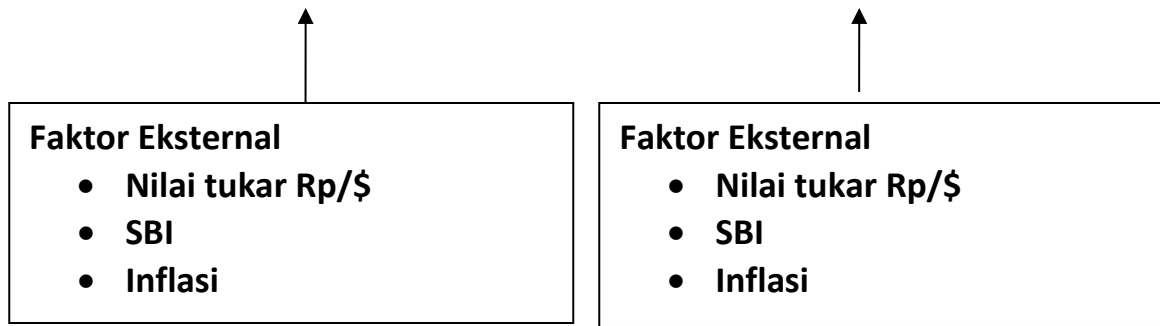 Faktor Eksternal
• Nilai tukar Rp/$
• SBI
• Inflasi
Faktor Eksternal
• Nilai tukar Rp/$
• SBI
• Inflasi